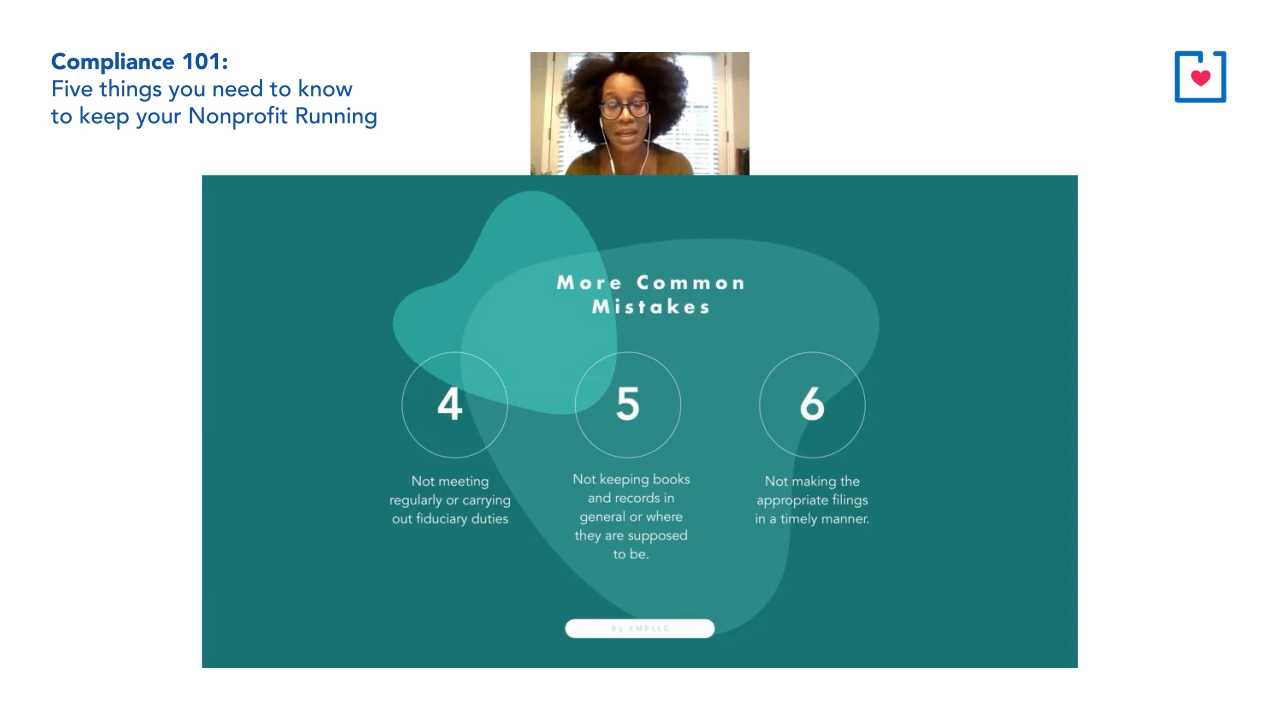 Compliance 101:
Five things you need to know
to keep your Nonprofit Running
More Common
Mistakes
4
5
6
Not meeting
regularly or carrying
out fiduciary duties
Not keeping books
and records in
general or where
they are supposed
to be.
Not making the
appropriate filings
in a timely manner.
By EMPLLC